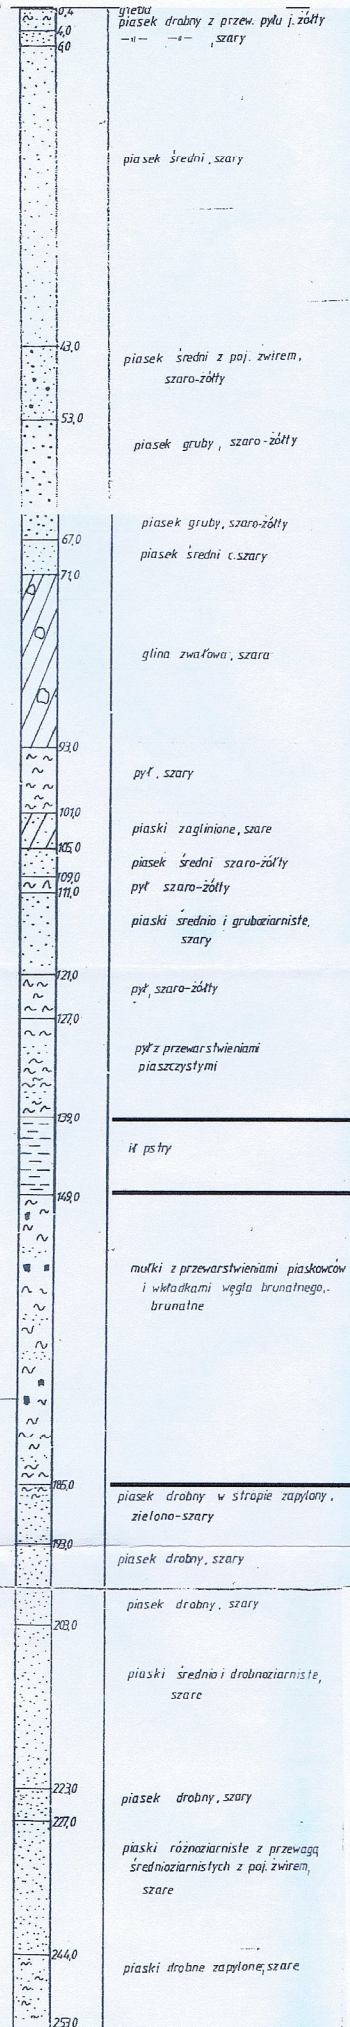 0,4 gleba
piasek drobny z przew. pyłu j. żółty
4,0
—"— —"— , szary
6,0
piasek średni , szary
43,0
piasek średni z poj. żwirem,
szaro-żółty
53,0
piasek gruby , szaro-żółty
piasek gruby, szaro-żółty
67,0
piasek średni c.szary
71,0
glina zwałowa , szara
93,0
pył , szary
101,0
piaski zaglinione, szare
105,0
piasek średni szaro-żółty
109,0
pył szaro-żółty
111,0
piaski średnio i gruboziarniste,
szary
121,0
pył, szaro-żółty
127,0
pył z przewarstwieniami
piaszczystymi
139,0
ił pstry
149,0
mułki z przewarstwieniami piaskowców
i wkładkami węgla brunatnego,
brunatne
185,0
piasek drobny w stropie zapylony ,
zielono-szary
193,0
piasek drobny, szary
piasek drobny, szary
203,0
piaski średnio i drobnoziarniste,
szare
223,0
piasek drobny, szary
227,0
piaski różnoziarniste z przewagą
średnioziarnistych z poj. żwirem,
szare
244,0
piaski drobne zapylone, szare
253,0